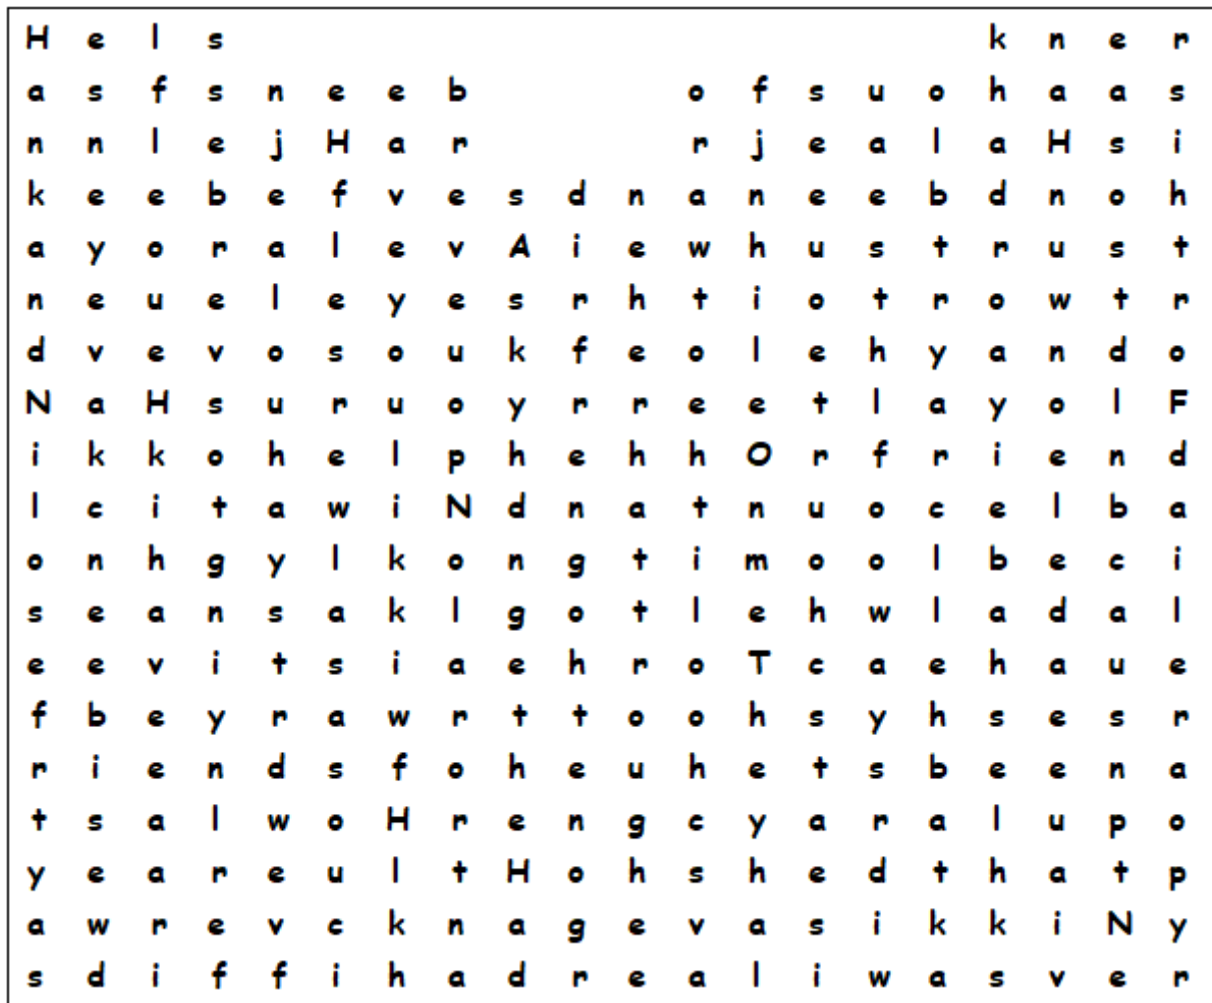 H e l s k n e r
a s f s n e e b o f s u o h a a s
n n l e j H a r r j e a l a H s i
k e e b e f v e s d n a n e e b d n o h
a y o r a l e v A i e w h u s t r u s t
n e u e l e y e s r h t i o t r o w t r
d v e v o s o u k f e o l e h y a n d o
N a H s u r u o y r r e e t l a y o l F
i k k o h e l p h e h h O r f r i e n d
l c i t a w i N d n a t n u o c e l b a
o n h g y l k o n g t i m o o l b e c i
s e a n s a k l g o t l e h w l a d a l
e e v i t s i a e h r o T c a e h a u e
f b e y r a w r t t o o h s y h s e s r
r i e n d s f o h e u h e t s b e e n a
t s a l w o H r e n g c y a r a l u p o
y e a r e u l t H o h s h e d t h a t p
a w r e v c k n a g e v a s i k k i N y
s d i f f i h a d r e a l i w a s v e r